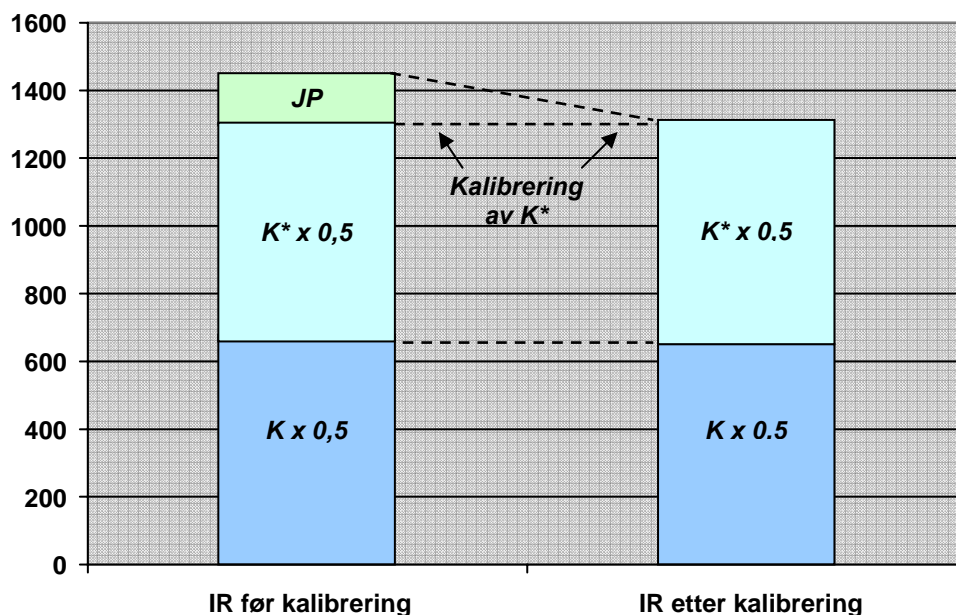 1600
1400
1200
1000
800
600
400
200
0
JP
K* x 0,5
K x 0,5
Kalibrering
av K*
K* x 0.5
K x 0.5
IR før kalibrering
IR etter kalibrering